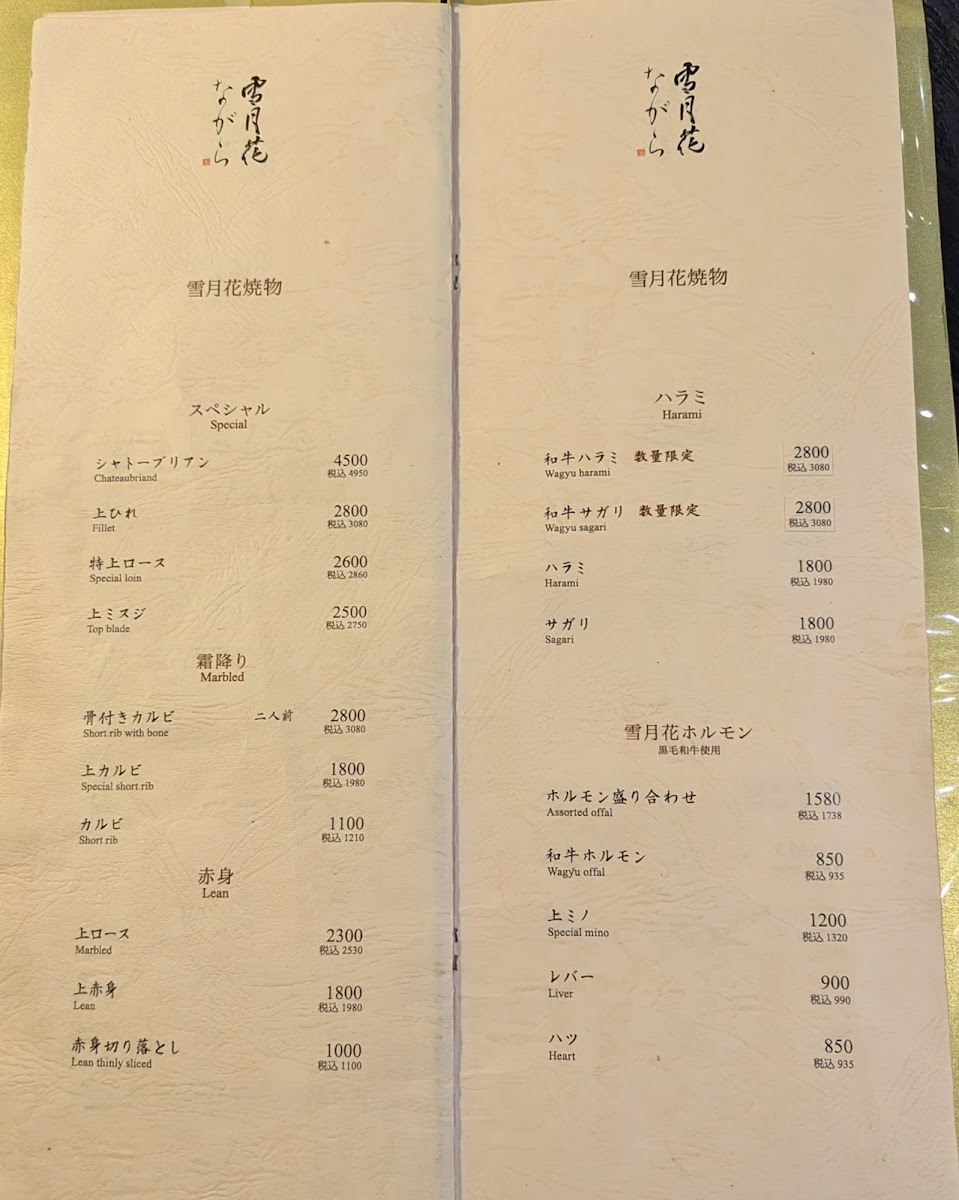 雪月花
ながら
雪月花焼物
スペシャル
Special
シャトーブリアン 4500
Chateaubriand 税込 4950
上ひれ 2800
Fillet 税込 3080
特上ロース 2600
Special loin 税込 2860
上ミスジ 2500
Top blade 税込 2750
霜降り
Marbled
骨付きカルビ 二人前 2800
Short rib with bone 税込 3080
上カルビ 1800
Special short rib 税込 1980
カルビ 1100
Short rib 税込 1210
赤身
Lean
上ロース 2300
Marbled 税込 2530
上赤身 1800
Lean 税込 1980
赤身切り落とし 1000
Lean thinly sliced 税込 1100
雪月花
ながら
雪月花焼物
ハラミ
Harami
和牛ハラミ 数量限定 2800
Wagyu harami 税込 3080
和牛サガリ 数量限定 2800
Wagyu sagari 税込 3080
ハラミ 1800
Harami 税込 1980
サガリ 1800
Sagari 税込 1980
雪月花ホルモン
黒毛和牛使用
ホルモン盛り合わせ 1580
Assorted offal 税込 1738
和牛ホルモン 850
Wagyu offal 税込 935
上ミノ 1200
Special mino 税込 1320
レバー 900
Liver 税込 990
ハツ 850
Heart 税込 935